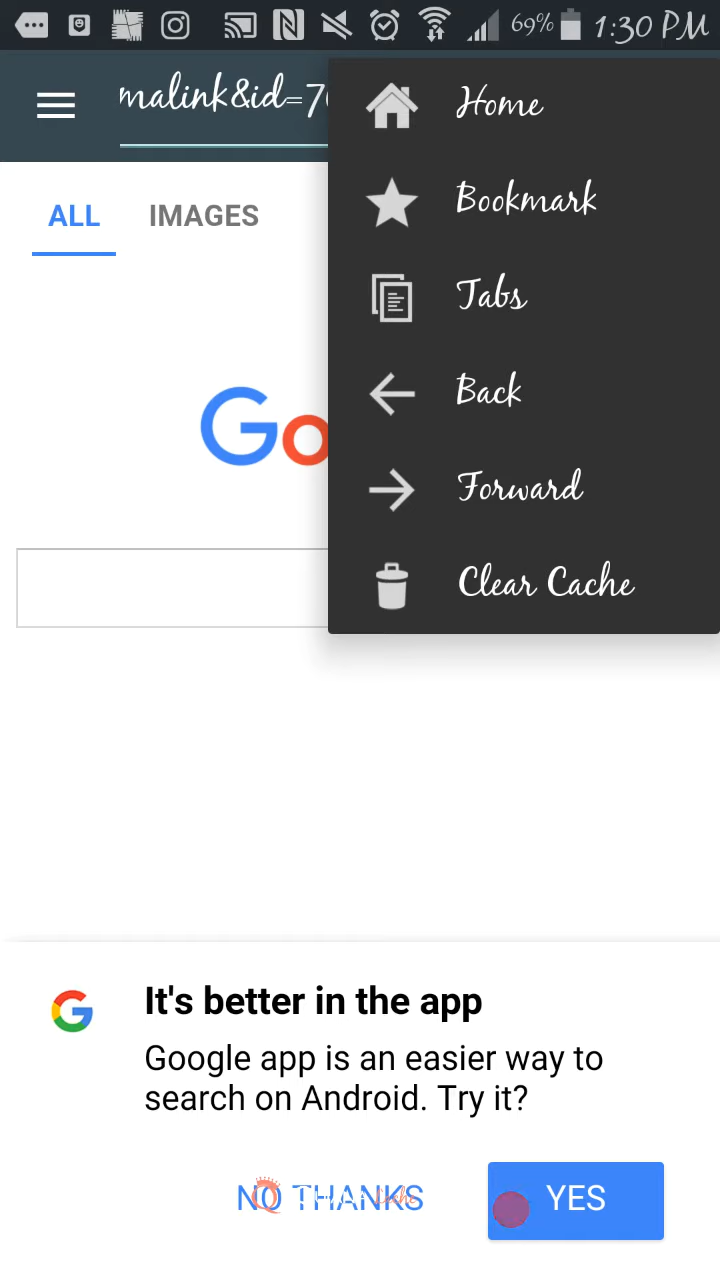 69% 1:30 PM
malink&id=7
Home
ALL IMAGES
Bookmark
Tabs
Back
Go
Forward
Clear Cache
It's better in the app
Google app is an easier way to
search on Android. Try it?
NO THANKS YES